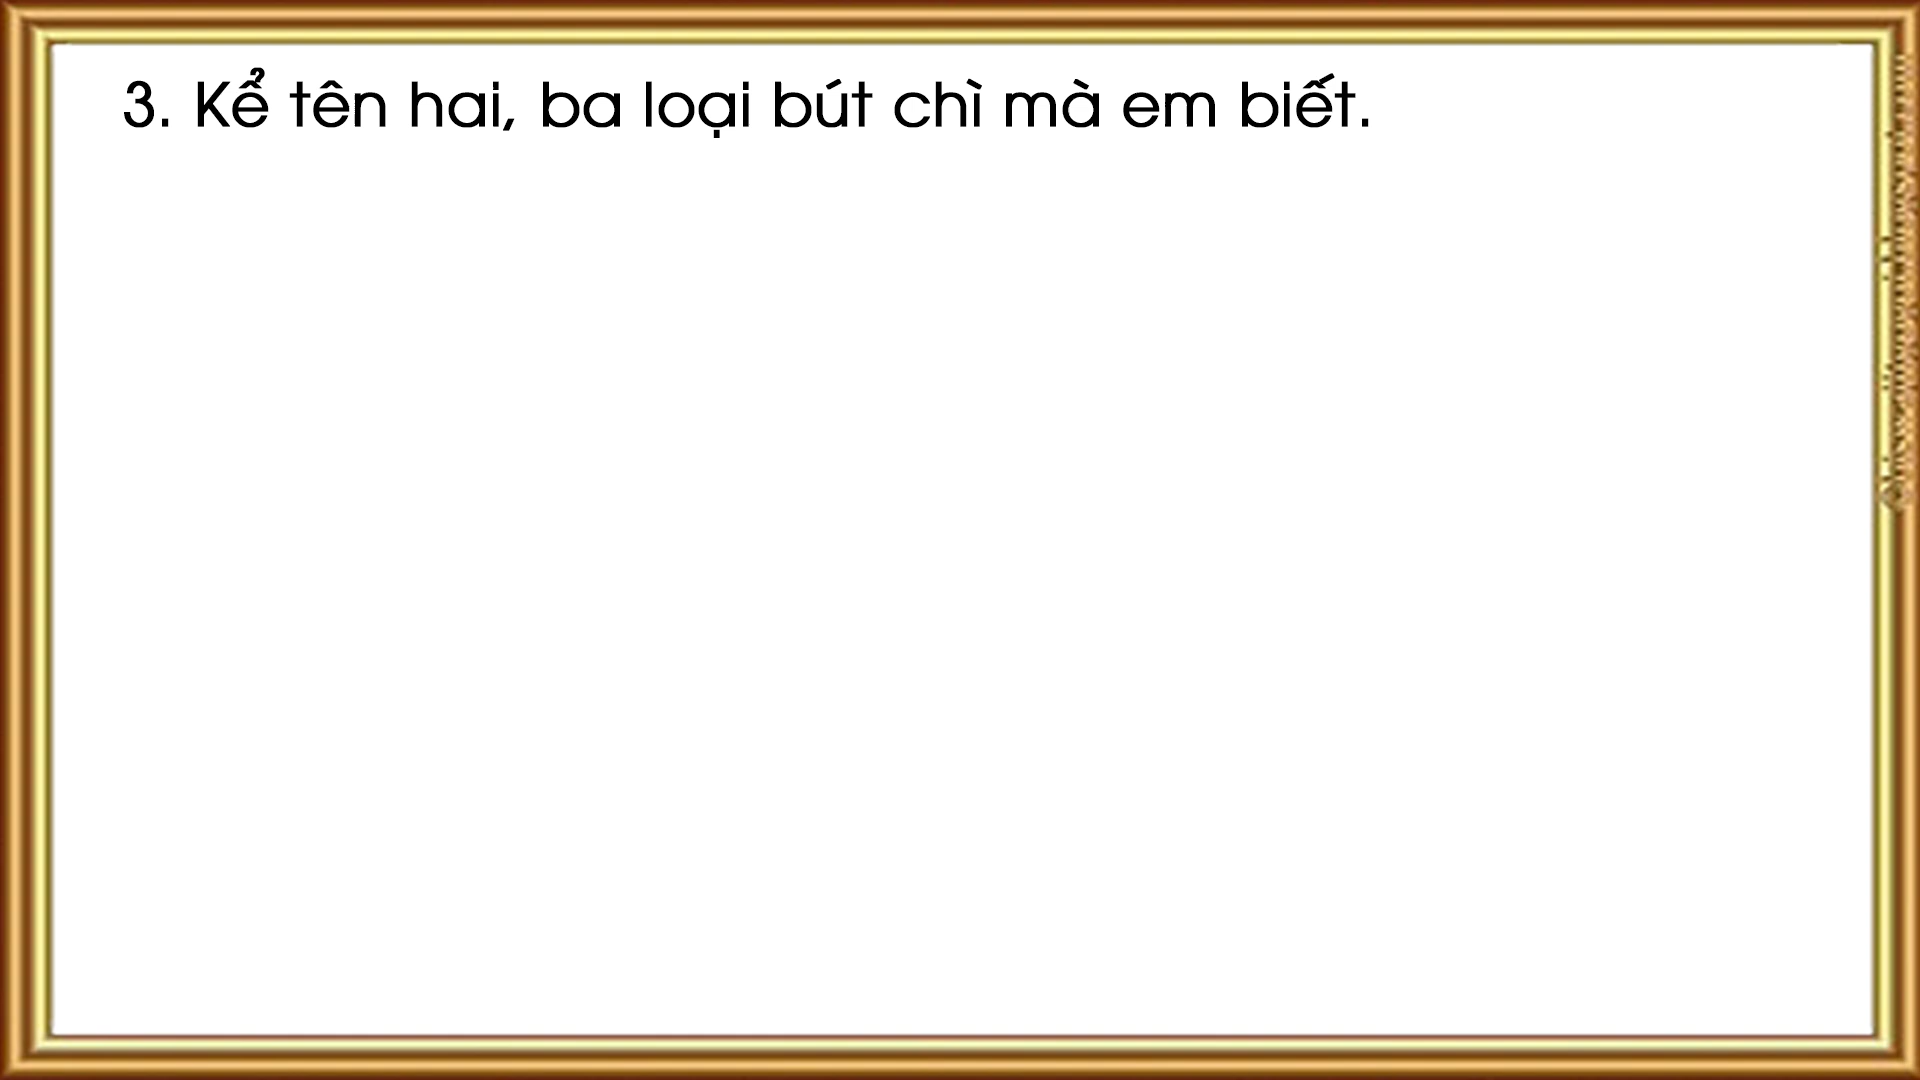 3. Kể tên hai, ba loại bút chì mà em biết.